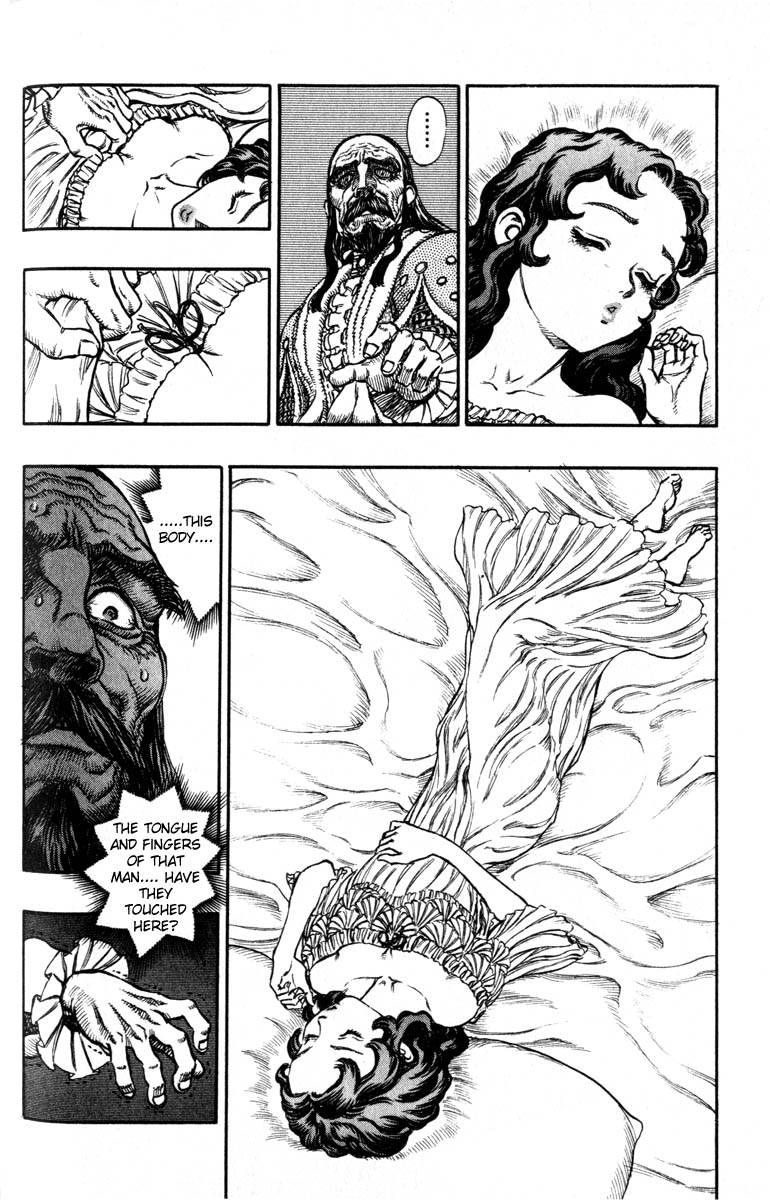 .......
.....THIS
BODY....
THE TONGUE
AND FINGERS
OF THAT
MAN.... HAVE
THEY
TOUCHED
HERE?